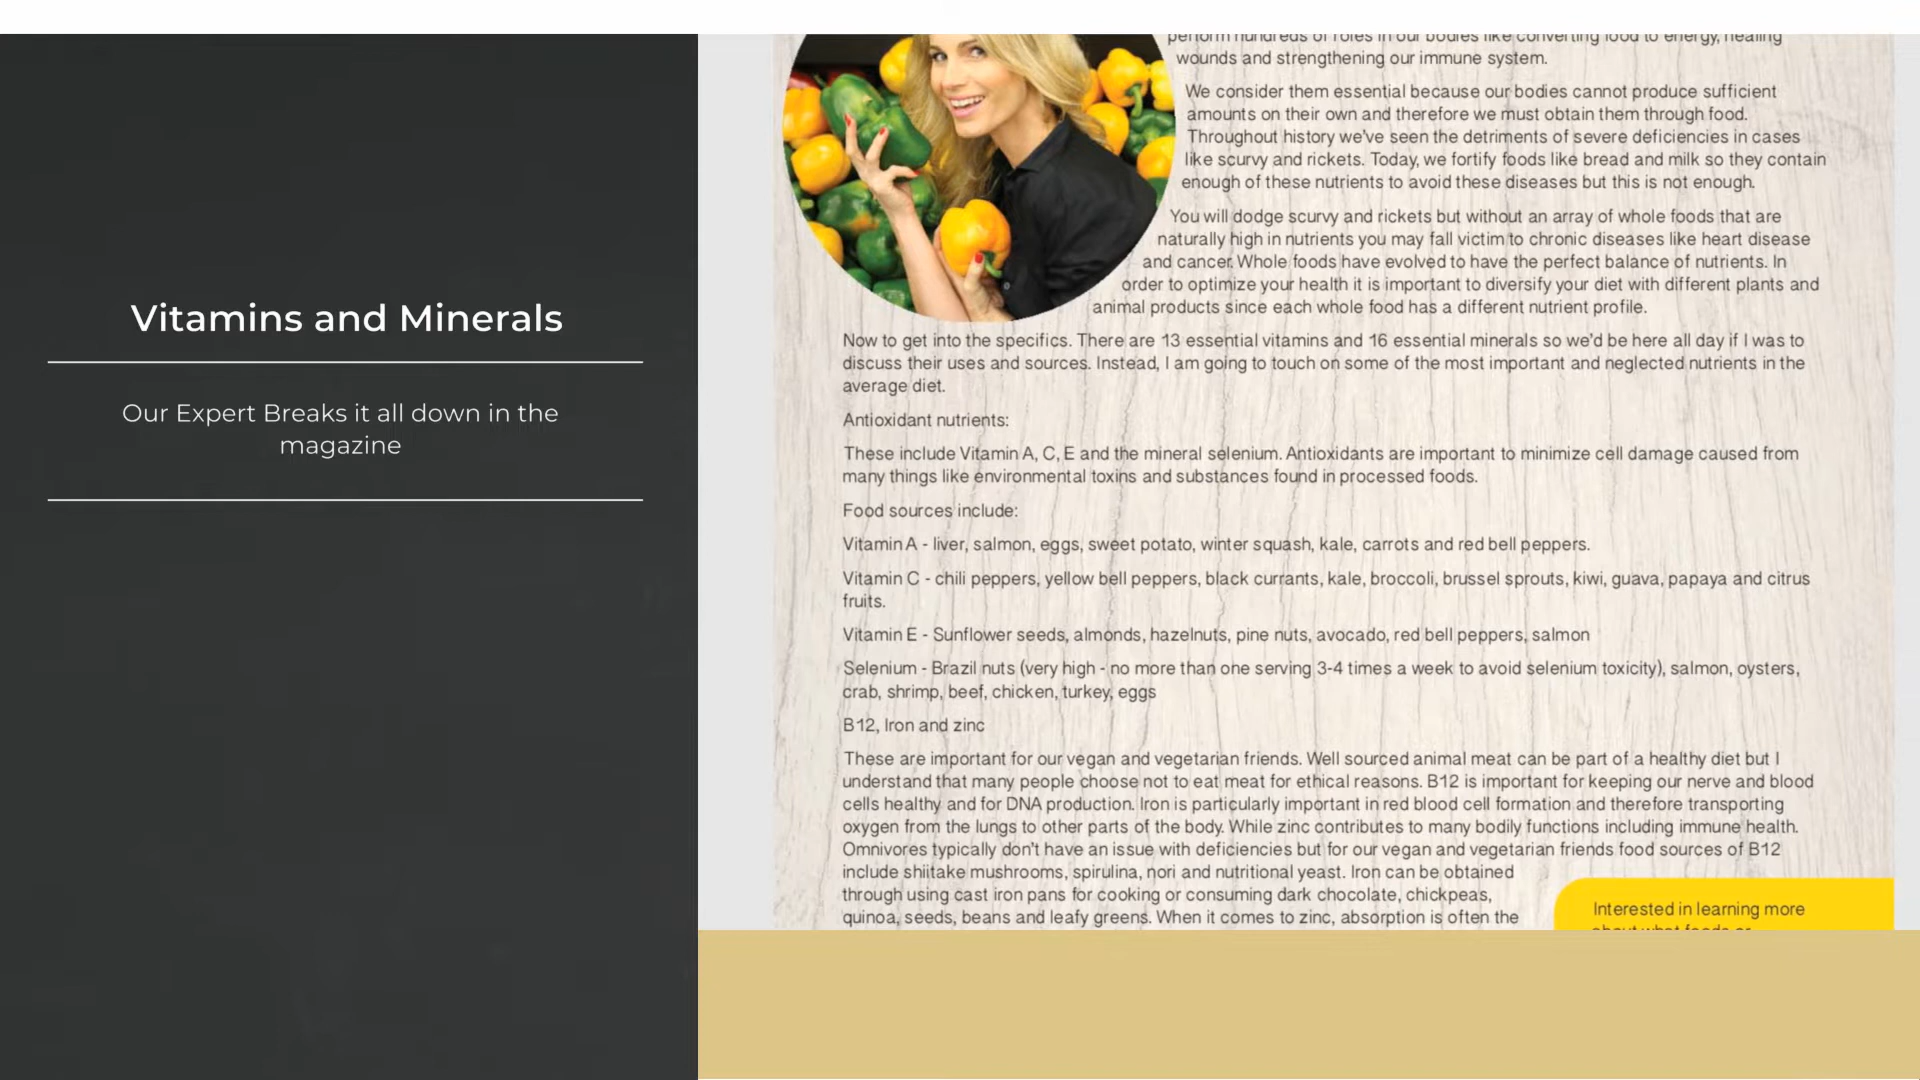 Vitamins and Minerals
Our Expert Breaks it all down in the
magazine
perform hundreds of roles in our bodies like converting food to energy, healing
wounds and strengthening our immune system.
We consider them essential because our bodies cannot produce sufficient
amounts on their own and therefore we must obtain them through food.
Throughout history we've seen the detriments of severe deficiencies in cases
like scurvy and rickets. Today, we fortify foods like bread and milk so they contain
enough of these nutrients to avoid these diseases but this is not enough.
You will dodge scurvy and rickets but without an array of whole foods that are
naturally high in nutrients you may fall victim to chronic diseases like heart disease
and cancer. Whole foods have evolved to have the perfect balance of nutrients. In
order to optimize your health it is important to diversify your diet with different plants and
animal products since each whole food has a different nutrient profile.
Now to get into the specifics. There are 13 essential vitamins and 16 essential minerals so we'd be here all day if I was to
discuss their uses and sources. Instead, I am going to touch on some of the most important and neglected nutrients in the
average diet.
Antioxidant nutrients:
These include Vitamin A, C, E and the mineral selenium. Antioxidants are important to minimize cell damage caused from
many things like environmental toxins and substances found in processed foods.
Food sources include:
Vitamin A - liver, salmon, eggs, sweet potato, winter squash, kale, carrots and red bell peppers.
Vitamin C - chili peppers, yellow bell peppers, black currants, kale, broccoli, brussel sprouts, kiwi, guava, papaya and citrus
fruits.
Vitamin E - Sunflower seeds, almonds, hazelnuts, pine nuts, avocado, red bell peppers, salmon
Selenium - Brazil nuts (very high - no more than one serving 3-4 times a week to avoid selenium toxicity), salmon, oysters,
crab, shrimp, beef, chicken, turkey, eggs
B12, Iron and zinc
These are important for our vegan and vegetarian friends. Well sourced animal meat can be part of a healthy diet but I
understand that many people choose not to eat meat for ethical reasons. B12 is important for keeping our nerve and blood
cells healthy and for DNA production. Iron is particularly important in red blood cell formation and therefore transporting
oxygen from the lungs to other parts of the body. While zinc contributes to many bodily functions including immune health.
Omnivores typically don't have an issue with deficiencies but for our vegan and vegetarian friends food sources of B12
include shiitake mushrooms, spirulina, nori and nutritional yeast. Iron can be obtained
through using cast iron pans for cooking or consuming dark chocolate, chickpeas,
quinoa, seeds, beans and leafy greens. When it comes to zinc, absorption is often the
Interested in learning more
about what foods or